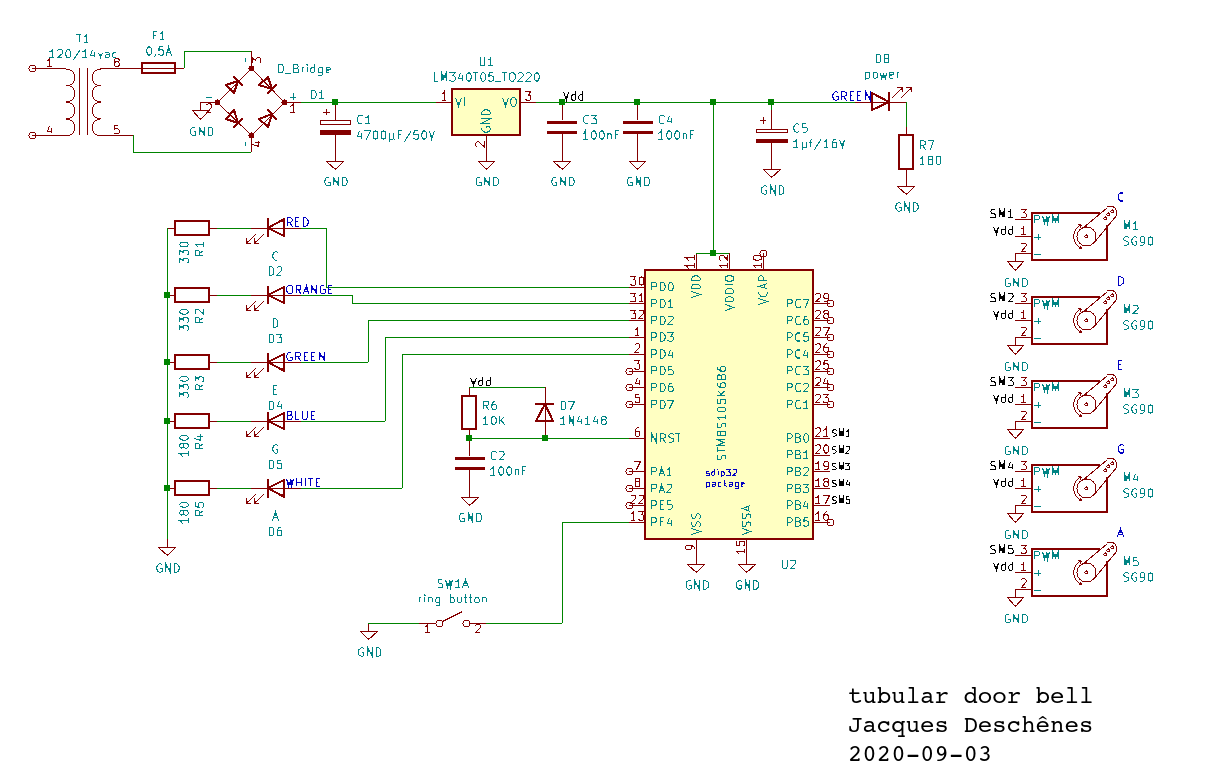 T1
120/14vac
1
4
6
5
F1
0,5A
D_Bridge
D1
-
3
2
+
1
4
GND
C1
4700µF/50V
GND
U1
LM340T05_TO220
1
VI
VO
3
GND
2
GND
Vdd
C3
100nF
GND
C4
100nF
GND
C5
1µf/16V
GND
D8
power
GREEN
R7
180
GND
RED
330
R1
C
D2
ORANGE
330
R2
D
D3
GREEN
330
R3
E
D4
BLUE
180
R4
G
D5
WHITE
180
R5
A
D6
GND
Vdd
R6
10K
D7
1N4148
C2
100nF
GND
11
VDD
12
VDDIO
10
VCAP
30 PD0
31 PD1
32 PD2
1 PD3
2 PD4
3 PD5
4 PD6
5 PD7
6 NRST
7 PA1
8 PA2
22 PE5
13 PF4
STM8S105K6B6
sdip32
package
PC7 29
PC6 28
PC5 27
PC4 26
PC3 25
PC2 24
PC1 23
PB0 21 SW1
PB1 20 SW2
PB2 19 SW3
PB3 18 SW4
PB4 17 SW5
PB5 16
VSS
9
GND
VSSA
15
GND
U2
SW1A
ring button
1
2
GND
C
SW1 3 PWM
Vdd 1 +
2 -
M1
SG90
GND
D
SW2 3 PWM
Vdd 1 +
2 -
M2
SG90
GND
E
SW3 3 PWM
Vdd 1 +
2 -
M3
SG90
GND
G
SW4 3 PWM
Vdd 1 +
2 -
M4
SG90
GND
A
SW5 3 PWM
Vdd 1 +
2 -
M5
SG90
GND
tubular door bell
Jacques Deschênes
2020-09-03